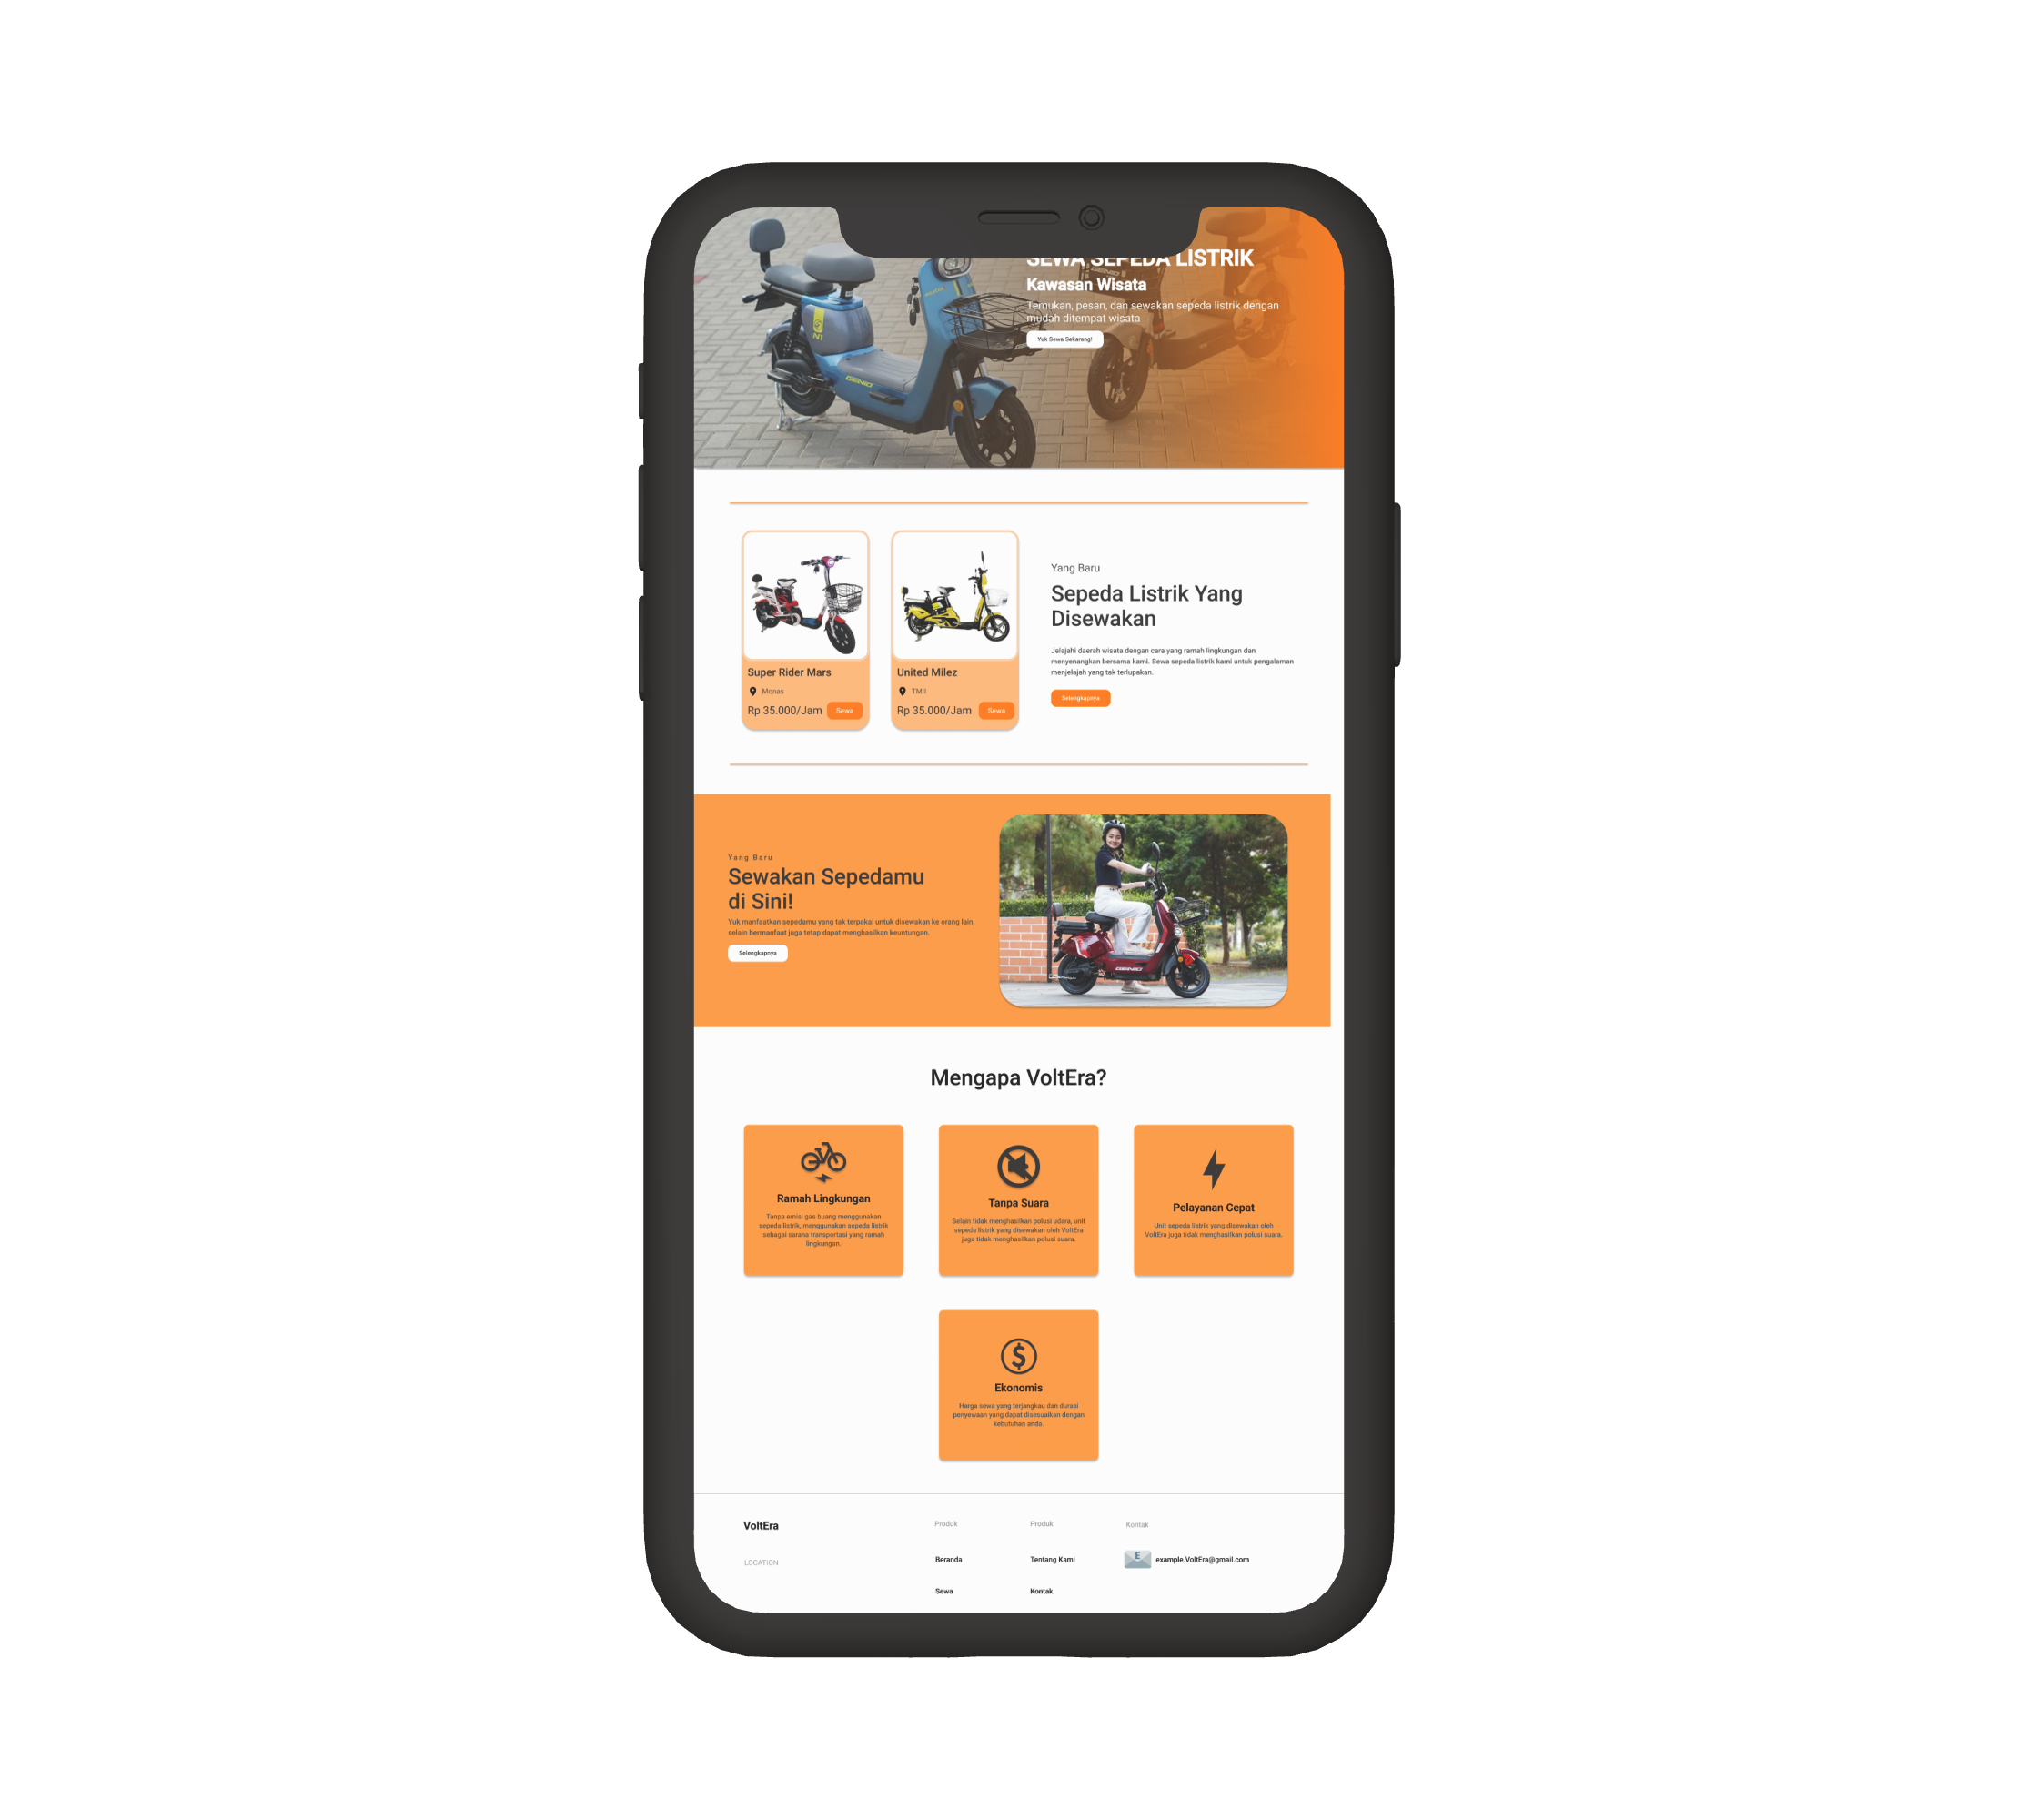 SEWA SEPEDA LISTRIK
Kawasan Wisata
Temukan, pesan, dan sewakan sepeda listrik dengan
mudah ditempat wisata
Yuk Sewa Sekarang!
N1
GENIO
Yang Baru
Sepeda Listrik Yang
Disewakan
Jelajahi daerah wisata dengan cara yang ramah lingkungan dan
menyenangkan bersama kami. Sewa sepeda listrik kami untuk pengalaman
menjelajah yang tak terlupakan.
Selengkapnya
Super Rider Mars
Monas
Rp 35.000/Jam
Sewa
United Milez
TMII
Rp 35.000/Jam
Sewa
Yang Baru
Sewakan Sepedamu
di Sini!
Yuk manfaatkan sepedamu yang tak terpakai untuk disewakan ke orang lain,
selain bermanfaat juga tetap dapat menghasilkan keuntungan.
Selengkapnya
GENIO
Mengapa VoltEra?
Ramah Lingkungan
Tanpa emisi gas buang menggunakan
sepeda listrik, menggunakan sepeda listrik
sebagai sarana transportasi yang ramah
lingkungan.
Tanpa Suara
Selain tidak menghasilkan polusi udara, unit
sepeda listrik yang disewakan oleh VoltEra
juga tidak menghasilkan polusi suara.
Pelayanan Cepat
Unit sepeda listrik yang disewakan oleh
VoltEra juga tidak menghasilkan polusi suara.
Ekonomis
Harga sewa yang terjangkau dan durasi
penyewaan yang dapat disesuaikan dengan
kebutuhan anda.
VoltEra
LOCATION
Produk
Beranda
Sewa
Produk
Tentang Kami
Kontak
Kontak
E
example.VoltEra@gmail.com